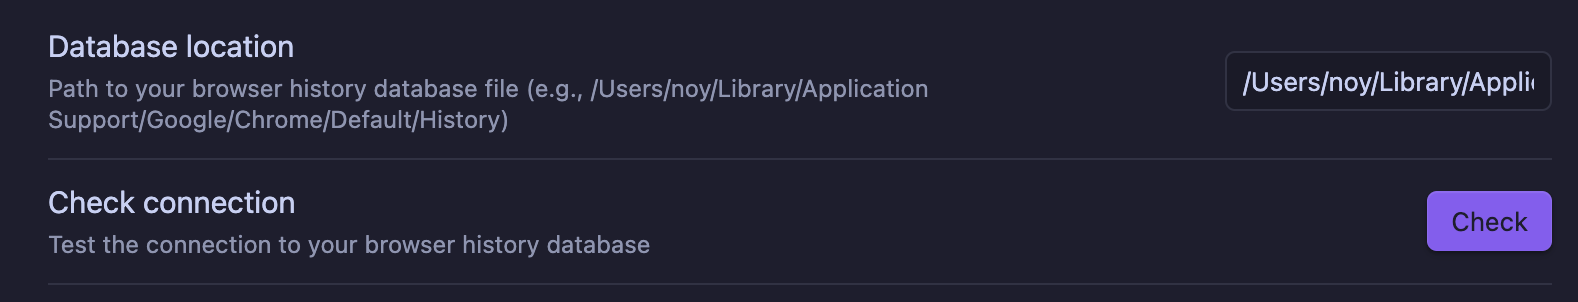 Database location
Path to your browser history database file (e.g., /Users/noy/Library/Application
Support/Google/Chrome/Default/History)
/Users/noy/Library/Appli
Check connection
Test the connection to your browser history database
Check